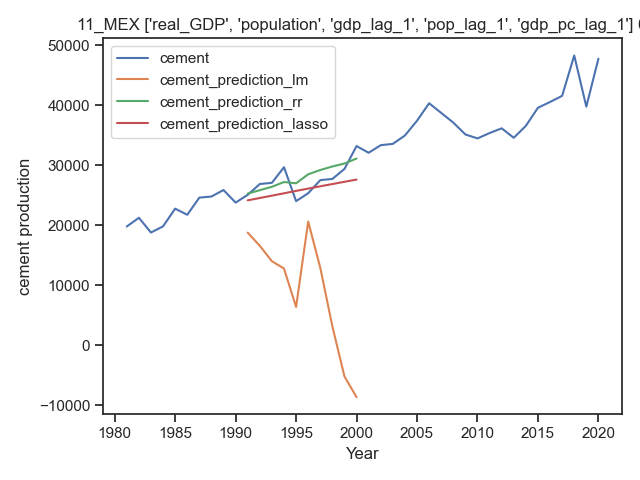 11_MEX ['real_GDP', 'population', 'gdp_lag_1', 'pop_lag_1', 'gdp_pc_lag_1']
cement
cement_prediction_lm
cement_prediction_rr
cement_prediction_lasso
cement production
50000
40000
30000
20000
10000
0
−10000
1980 1985 1990 1995 2000 2005 2010 2015 2020
Year